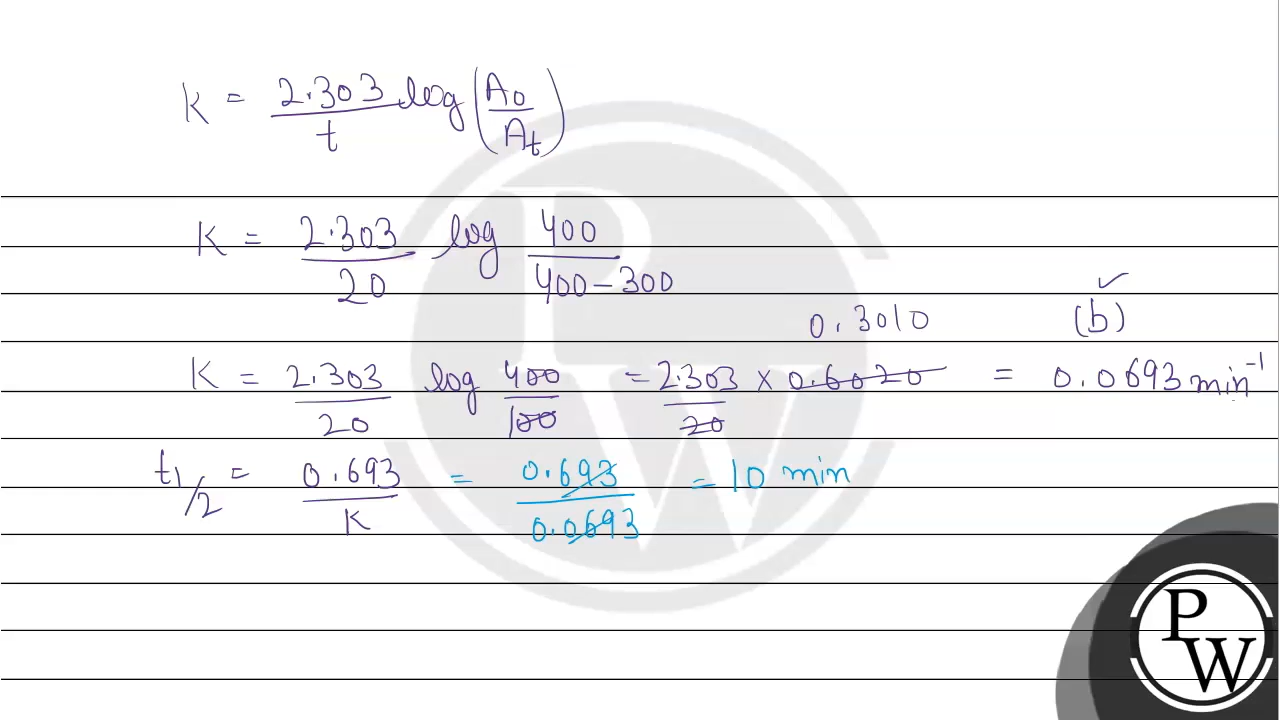 K = 2.303/t log (A₀/Aₜ)
K = 2.303/20 log 400/400-300
0.3010 (b)
K = 2.303/20 log 400/100 = 2.303/20 × 0.6020 = 0.0693 min⁻¹
t1/2 = 0.693/K = 0.693/0.0693 = 10 min
PW
PW